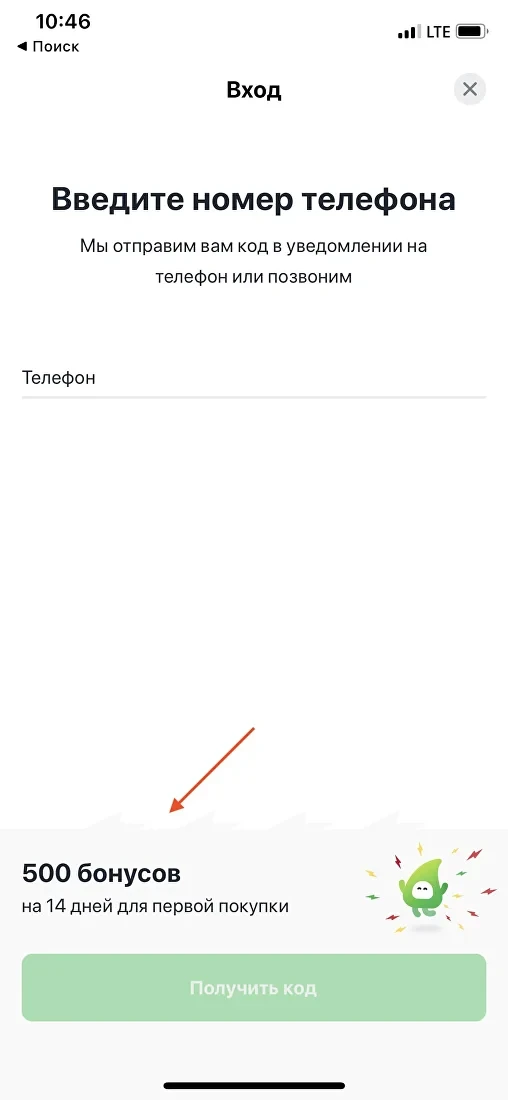 10:46
LTE
◀ Поиск
Вход
Введите номер телефона
Мы отправим вам код в уведомлении на
телефон или позвоним
Телефон
500 бонусов
на 14 дней для первой покупки
Получить код